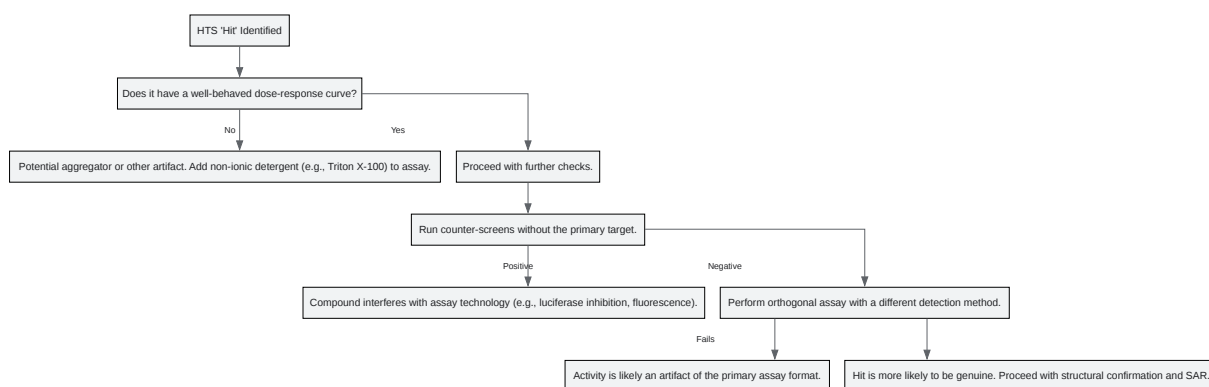 HTS 'Hit' Identified
Does it have a well-behaved dose-response curve?
No
Yes
Potential aggregator or other artifact. Add non-ionic detergent (e.g., Triton X-100) to assay.
Proceed with further checks.
Run counter-screens without the primary target.
Positive
Negative
Compound interferes with assay technology (e.g., luciferase inhibition, fluorescence).
Perform orthogonal assay with a different detection method.
Fails
Activity is likely an artifact of the primary assay format.
Hit is more likely to be genuine. Proceed with structural confirmation and SAR.